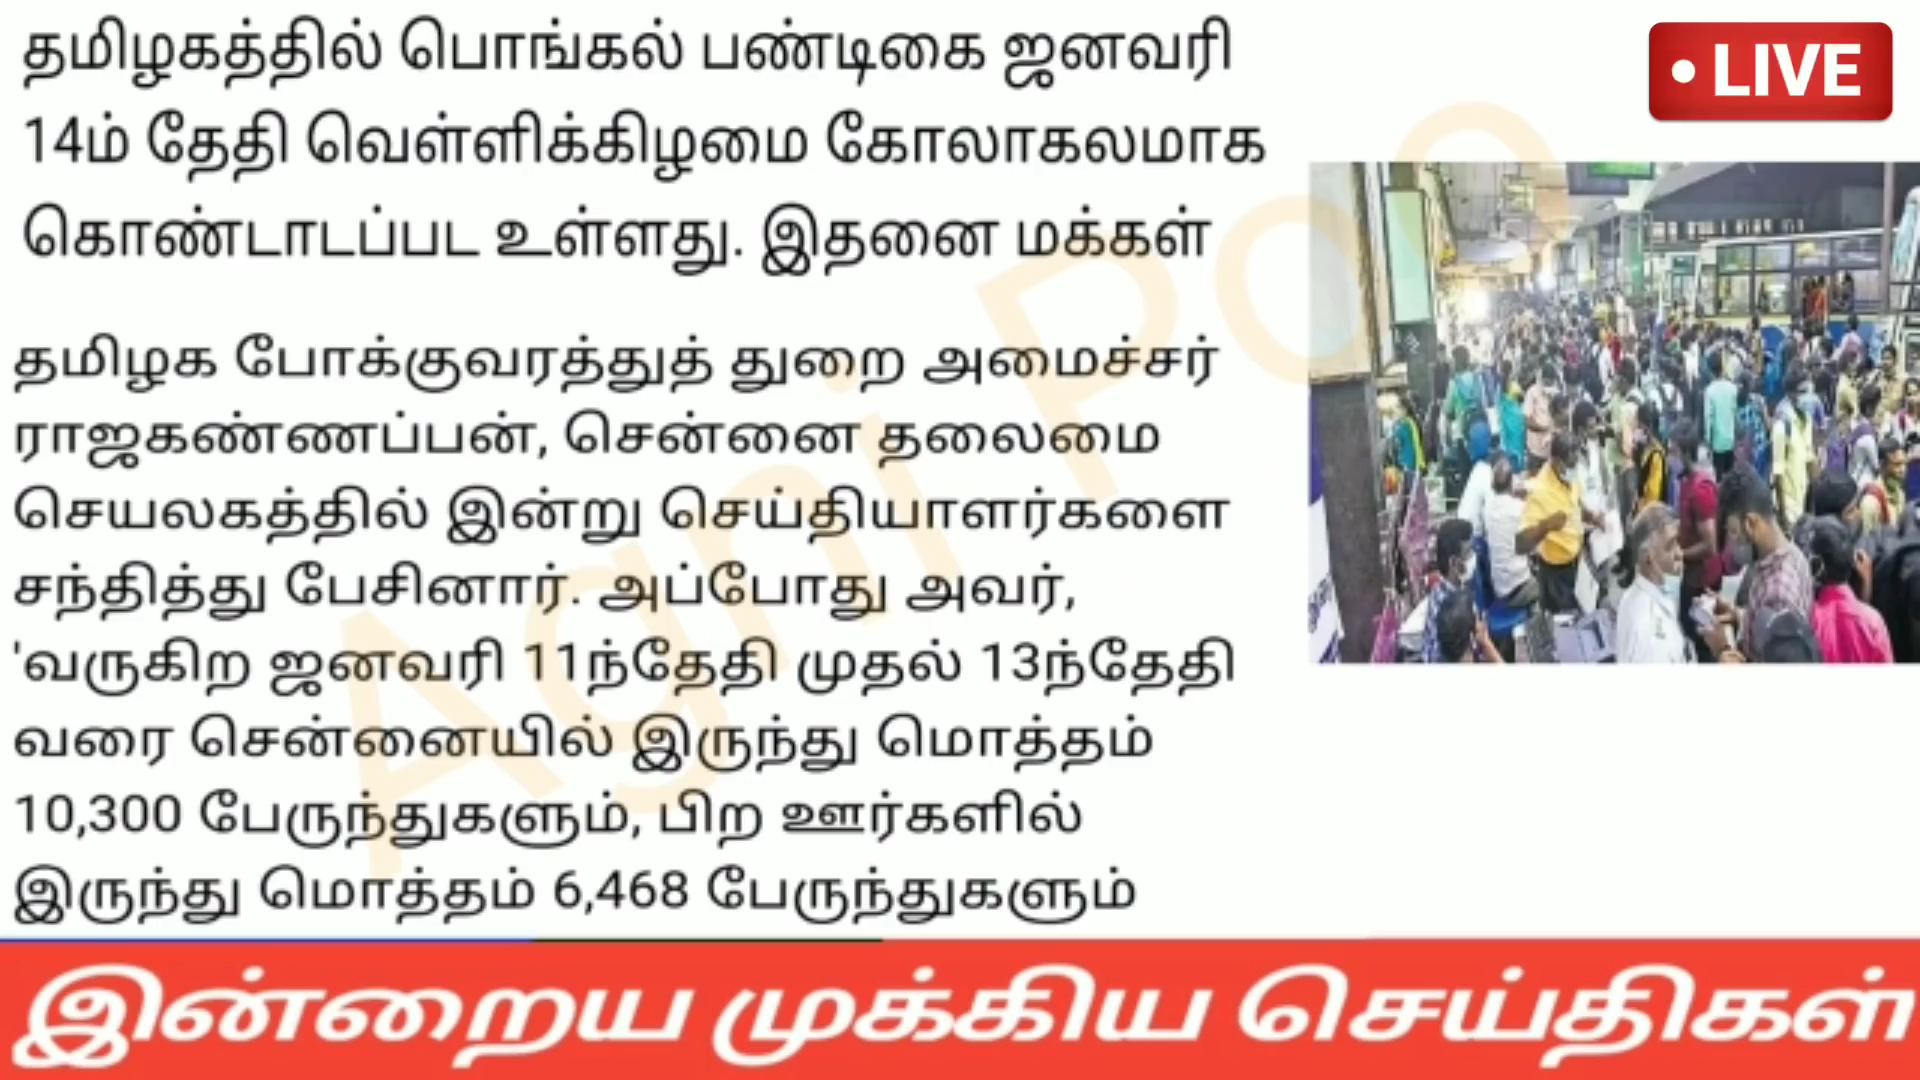 தமிழகத்தில் பொங்கல் பண்டிகை ஜனவரி
14ம் தேதி வெள்ளிக்கிழமை கோலாகலமாக
கொண்டாடப்பட உள்ளது. இதனை மக்கள்
தமிழக போக்குவரத்துத் துறை அமைச்சர்
ராஜகண்ணப்பன், சென்னை தலைமை
செயலகத்தில் இன்று செய்தியாளர்களை
சந்தித்து பேசினார். அப்போது அவர்,
'வருகிற ஜனவரி 11ந்தேதி முதல் 13ந்தேதி
வரை சென்னையில் இருந்து மொத்தம்
10,300 பேருந்துகளும், பிற ஊர்களில்
இருந்து மொத்தம் 6,468 பேருந்துகளும்
LIVE
இன்றைய முக்கிய செய்திகள்